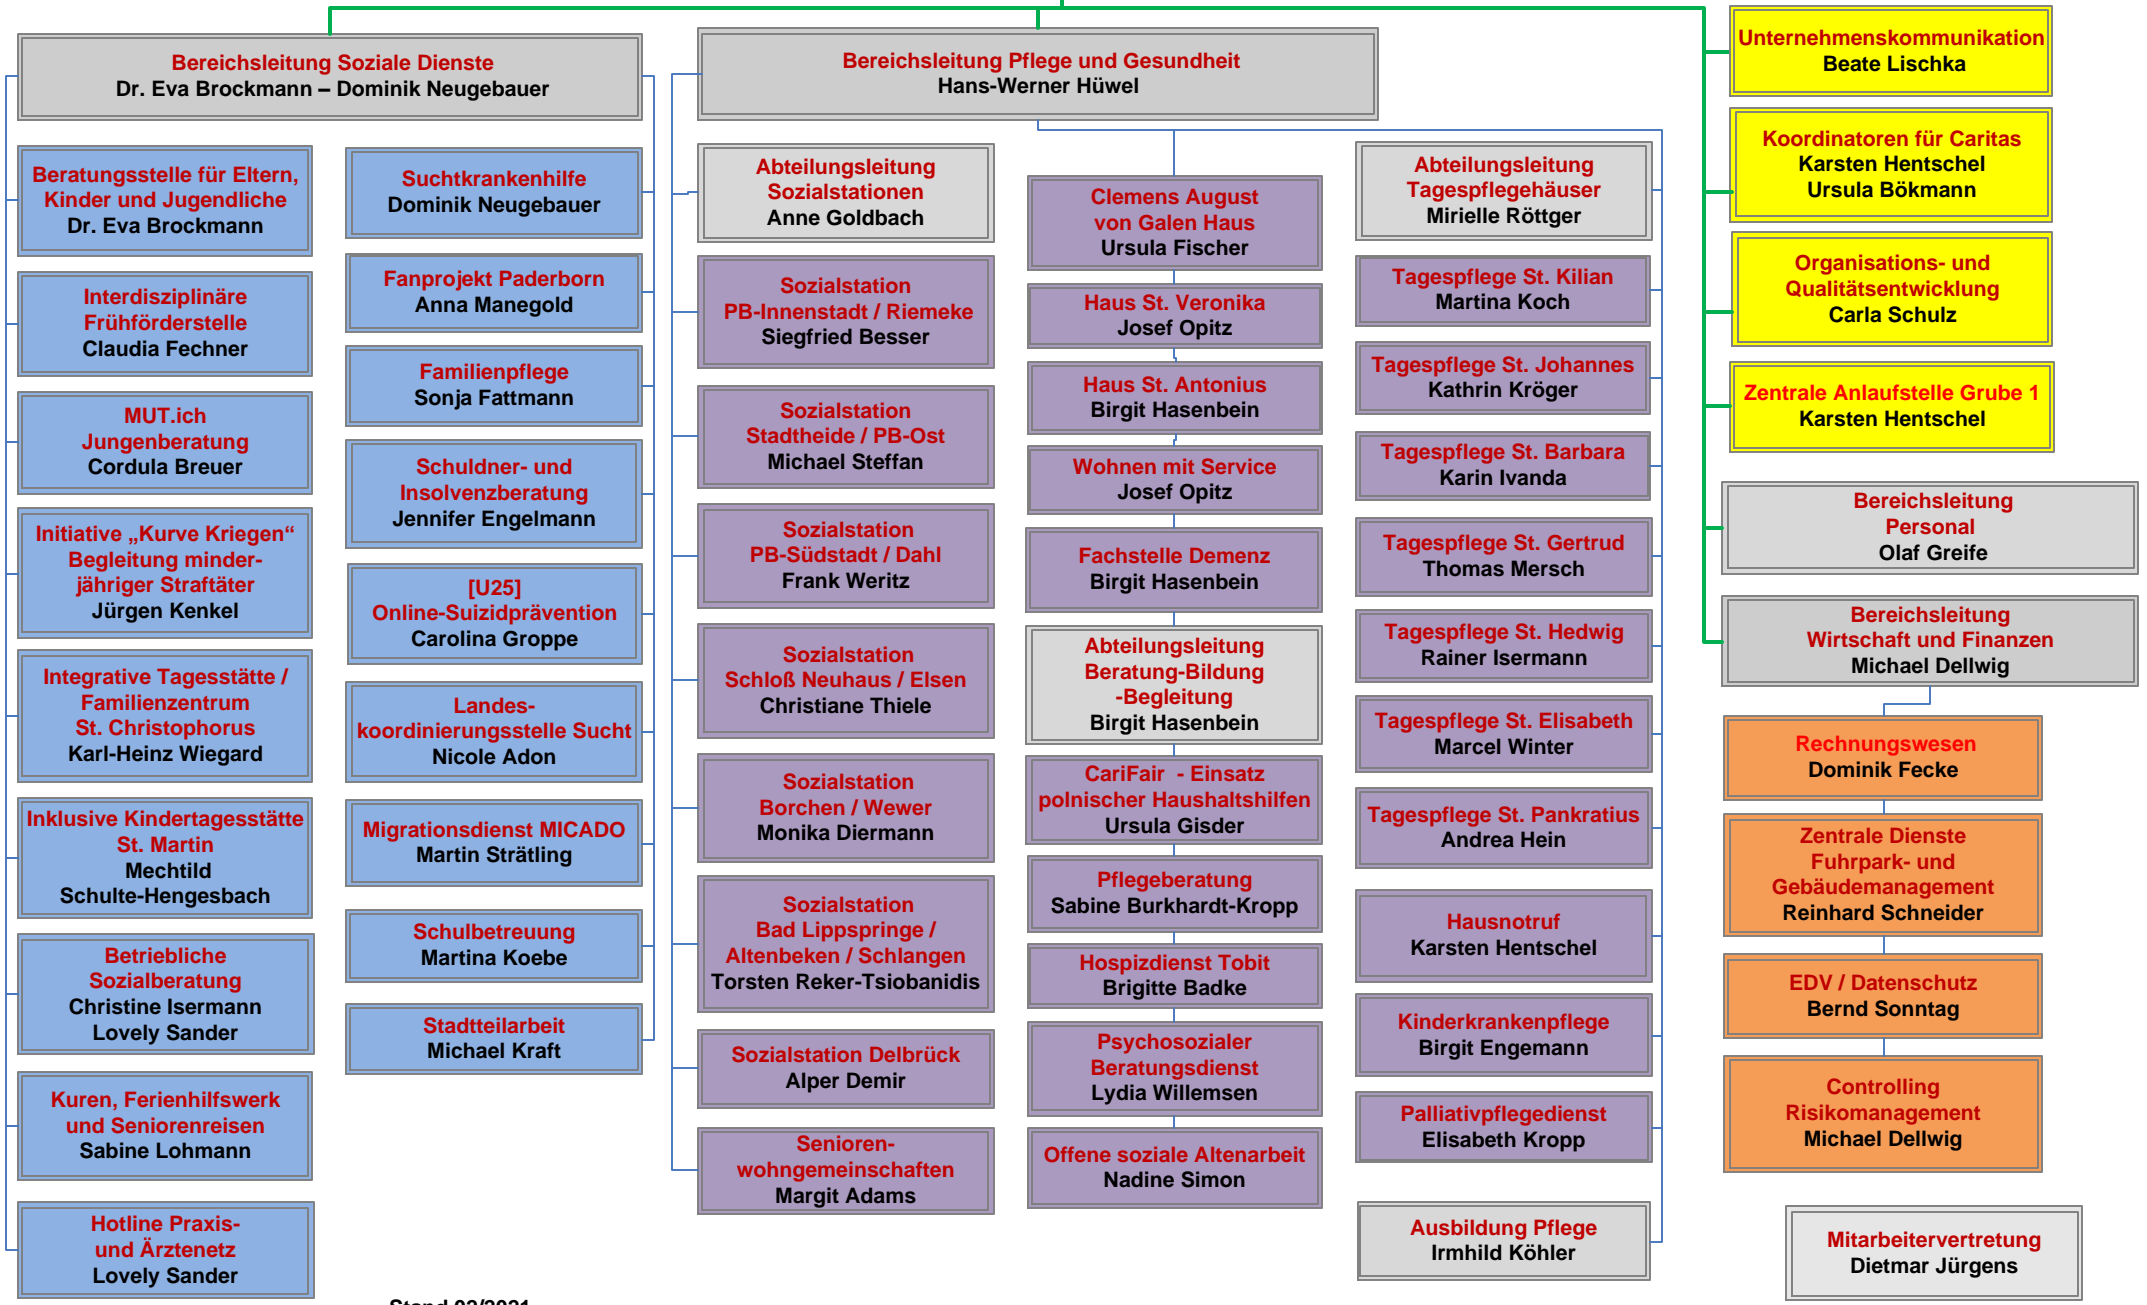 Bereichsleitung Soziale Dienste
Dr. Eva Brockmann – Dominik Neugebauer
Beratungsstelle für Eltern,
Kinder und Jugendliche
Dr. Eva Brockmann
Interdisziplinäre
Frühförderstelle
Claudia Fechner
MUT.ich
Jungenberatung
Cordula Breuer
Initiative „Kurve Kriegen“
Begleitung minder-
jähriger Straftäter
Jürgen Kenkel
Integrative Tagesstätte /
Familienzentrum
St. Christophorus
Karl-Heinz Wiegard
Inklusive Kindertagesstätte
St. Martin
Mechtild
Schulte-Hengesbach
Betriebliche
Sozialberatung
Christine Isermann
Lovely Sander
Kuren, Ferienhilfswerk
und Seniorenreisen
Sabine Lohmann
Hotline Praxis-
und Ärztenetz
Lovely Sander
Suchtkrankenhilfe
Dominik Neugebauer
Fanprojekt Paderborn
Anna Manegold
Familienpflege
Sonja Fattmann
Schuldner- und
Insolvenzberatung
Jennifer Engelmann
[U25]
Online-Suizidprävention
Carolina Groppe
Landes-
koordinierungsstelle Sucht
Nicole Adon
Migrationsdienst MICADO
Martin Strätling
Schulbetreuung
Martina Koebe
Stadtteilarbeit
Michael Kraft
Stand 02/2021
Bereichsleitung Pflege und Gesundheit
Hans-Werner Hüwel
Abteilungsleitung
Sozialstationen
Anne Goldbach
Sozialstation
PB-Innenstadt / Riemeke
Siegfried Besser
Sozialstation
Stadtheide / PB-Ost
Michael Steffan
Sozialstation
PB-Südstadt / Dahl
Frank Weritz
Sozialstation
Schloß Neuhaus / Elsen
Christiane Thiele
Sozialstation
Borchen / Wewer
Monika Diermann
Sozialstation
Bad Lippspringe /
Altenbeken / Schlangen
Torsten Reker-Tsiobanidis
Sozialstation Delbrück
Alper Demir
Senioren-
wohngemeinschaften
Margit Adams
Clemens August
von Galen Haus
Ursula Fischer
Haus St. Veronika
Josef Opitz
Haus St. Antonius
Birgit Hasenbein
Wohnen mit Service
Josef Opitz
Fachstelle Demenz
Birgit Hasenbein
Abteilungsleitung
Beratung-Bildung
-Begleitung
Birgit Hasenbein
CariFair - Einsatz
polnischer Haushaltshilfen
Ursula Gisder
Pflegeberatung
Sabine Burkhardt-Kropp
Hospizdienst Tobit
Brigitte Badke
Psychosozialer
Beratungsdienst
Lydia Willemsen
Offene soziale Altenarbeit
Nadine Simon
Abteilungsleitung
Tagespflegehäuser
Mirielle Röttger
Tagespflege St. Kilian
Martina Koch
Tagespflege St. Johannes
Kathrin Kröger
Tagespflege St. Barbara
Karin Ivanda
Tagespflege St. Gertrud
Thomas Mersch
Tagespflege St. Hedwig
Rainer Isermann
Tagespflege St. Elisabeth
Marcel Winter
Tagespflege St. Pankratius
Andrea Hein
Hausnotruf
Karsten Hentschel
Kinderkrankenpflege
Birgit Engemann
Palliativpflegedienst
Elisabeth Kropp
Ausbildung Pflege
Irmhild Köhler
Unternehmenskommunikation
Beate Lischka
Koordinatoren für Caritas
Karsten Hentschel
Ursula Bökmann
Organisations- und
Qualitätsentwicklung
Carla Schulz
Zentrale Anlaufstelle Grube 1
Karsten Hentschel
Bereichsleitung
Personal
Olaf Greife
Bereichsleitung
Wirtschaft und Finanzen
Michael Dellwig
Rechnungswesen
Dominik Fecke
Zentrale Dienste
Fuhrpark- und
Gebäudemanagement
Reinhard Schneider
EDV / Datenschutz
Bernd Sonntag
Controlling
Risikomanagement
Michael Dellwig
Mitarbeitervertretung
Dietmar Jürgens